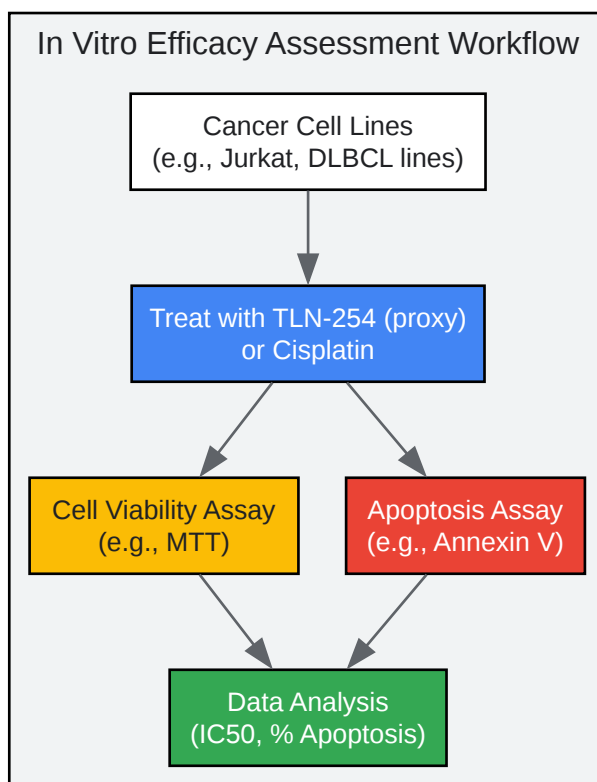 In Vitro Efficacy Assessment Workflow
Cancer Cell Lines
(e.g., Jurkat, DLBCL lines)
Treat with TLN-254 (proxy)
or Cisplatin
Cell Viability Assay
(e.g., MTT)
Apoptosis Assay
(e.g., Annexin V)
Data Analysis
(IC50, % Apoptosis)